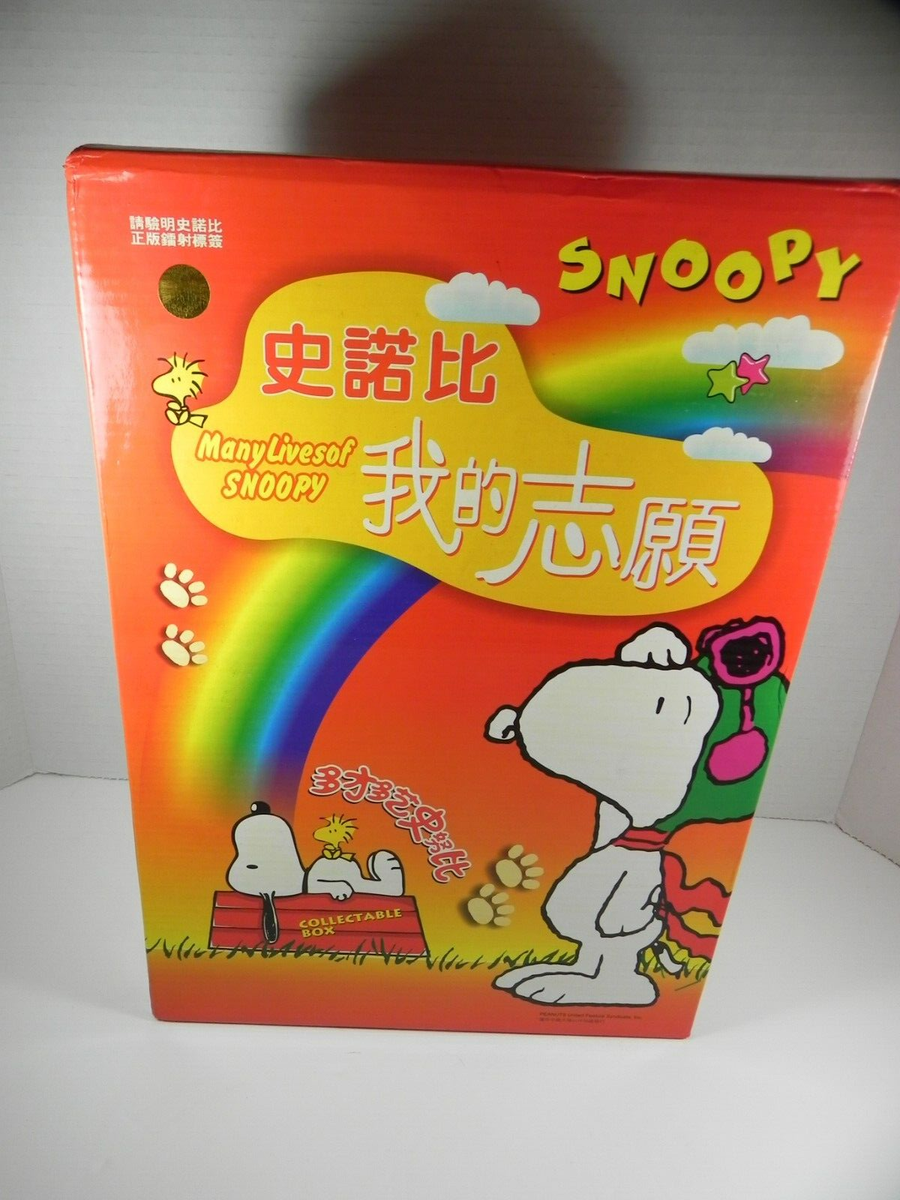 請驗明史諾比
正版鐳射標簽
SNOOPY
史諾比
Many Lives of
SNOOPY
我的志願
多才多藝史諾比
COLLECTABLE
BOX